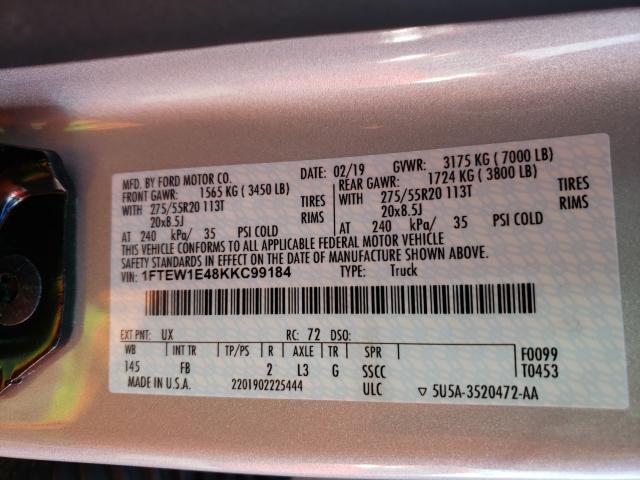 MFD. BY FORD MOTOR CO. DATE: 02/19 GVWR: 3175 KG (7000 LB)
FRONT GAWR: 1565 KG (3450 LB) REAR GAWR: 1724 KG (3800 LB)
WITH 275/55R20 113T TIRES WITH 275/55R20 113T TIRES
20x8.5J RIMS 20x8.5J RIMS
AT 240 kPa/ 35 PSI COLD AT 240 kPa/ 35 PSI COLD
THIS VEHICLE CONFORMS TO ALL APPLICABLE FEDERAL MOTOR VEHICLE
SAFETY STANDARDS IN EFFECT ON THE DATE OF MANUFACTURE SHOWN ABOVE.
VIN: 1FTEW1E48KKC99184 TYPE: Truck
EXT PNT: UX RC: 72 DSO:
WB INT TR TP/PS R AXLE TR SPR F0099
145 FB 2 L3 G SSCC T0453
MADE IN U.S.A. 2201902225444 ULC ▽ 5U5A-3520472-AA